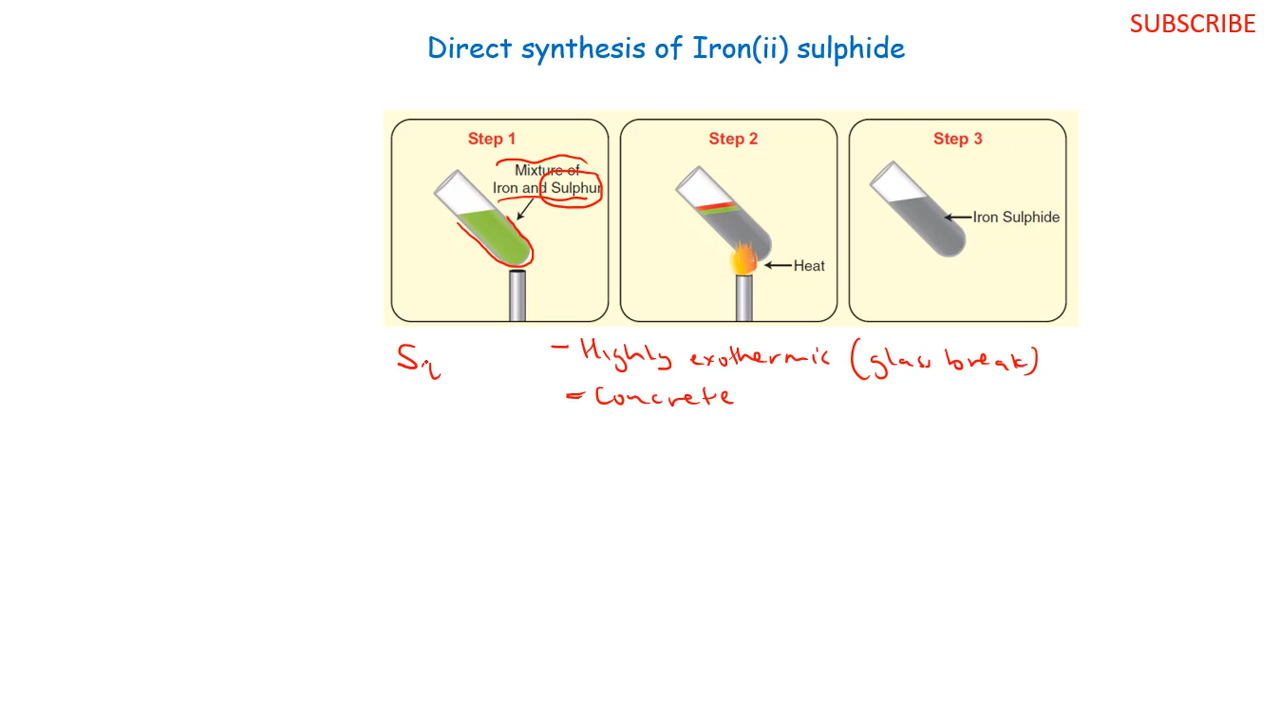 SUBSCRIBE
Direct synthesis of Iron(ii) sulphide
Step 1
Mixture of
Iron and Sulphur
Step 2
Heat
Step 3
Iron Sulphide
- Highly exothermic (glass break)
- Concrete